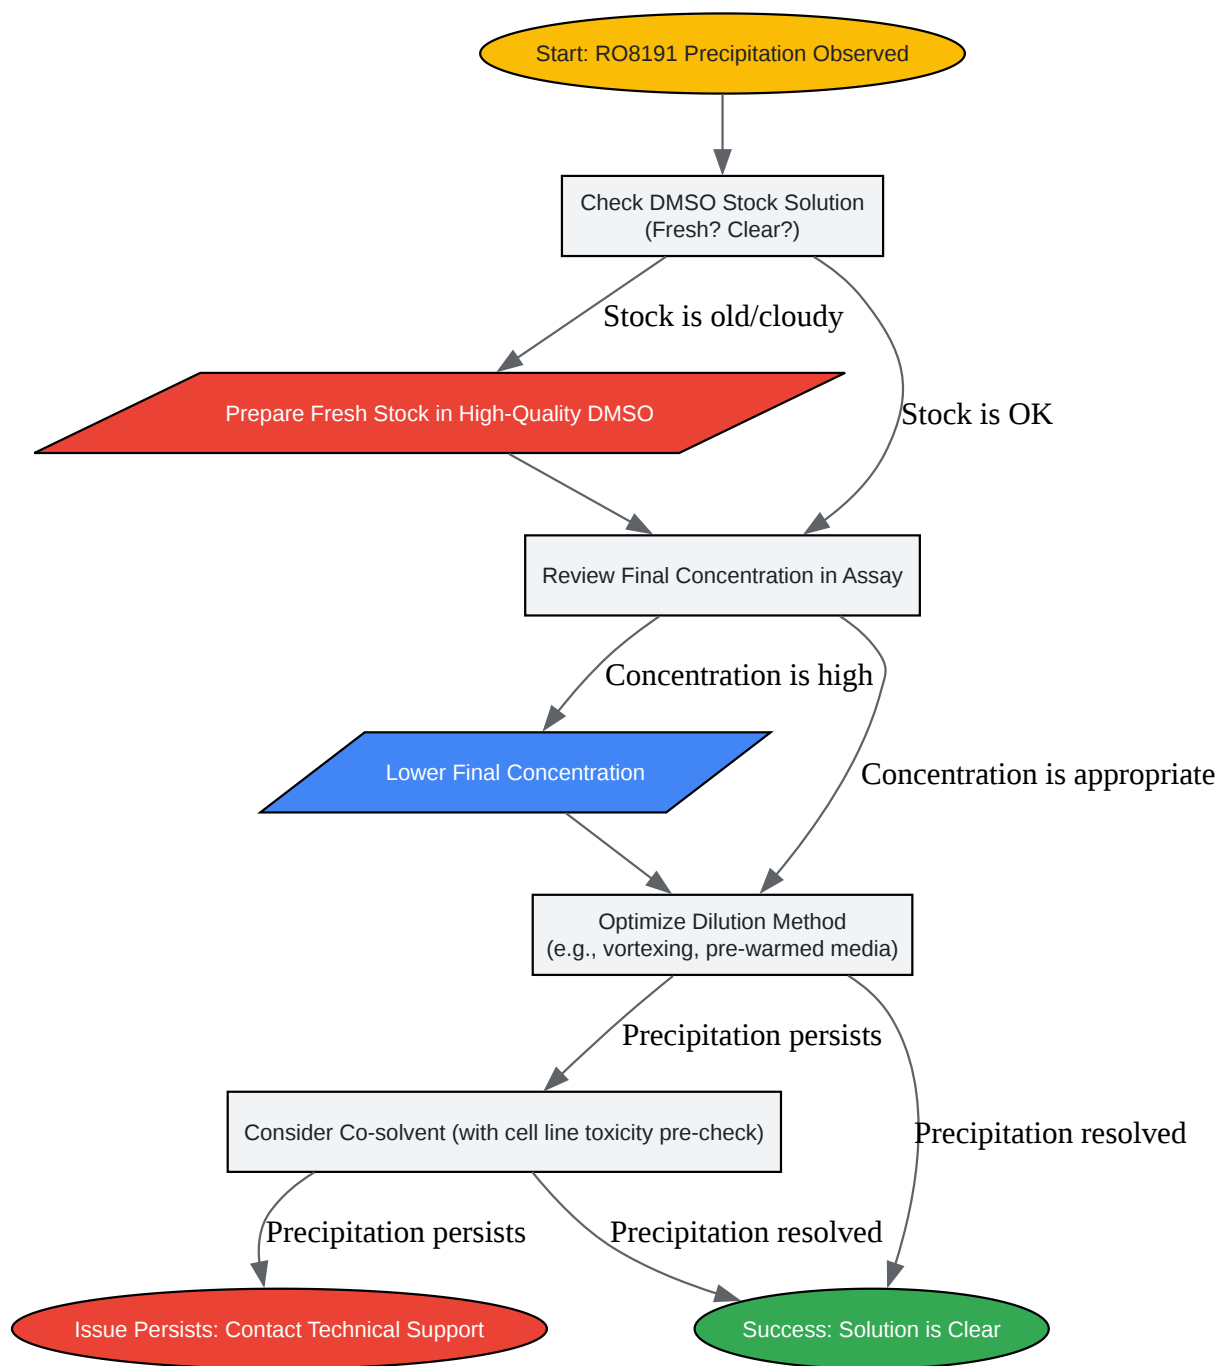 Start: RO8191 Precipitation Observed
Check DMSO Stock Solution
(Fresh? Clear?)
Stock is old/cloudy
Prepare Fresh Stock in High-Quality DMSO
Stock is OK
Review Final Concentration in Assay
Concentration is high
Lower Final Concentration
Concentration is appropriate
Optimize Dilution Method
(e.g., vortexing, pre-warmed media)
Precipitation persists
Consider Co-solvent (with cell line toxicity pre-check)
Precipitation resolved
Precipitation persists
Precipitation resolved
Issue Persists: Contact Technical Support
Success: Solution is Clear